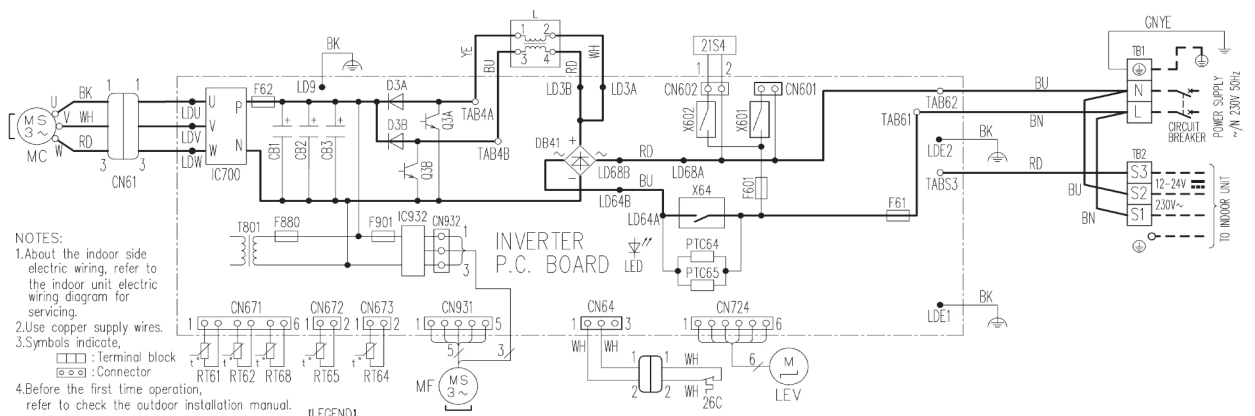 L
1 2
3 4
YE
BU
WH
RD
BK
LD9
F62
D3A
D3B
Q3A
Q3B
TAB4A
TAB4B
LD3B
LD3A
21S4
1 2
CN602
CN601
X602
X601
GNYE
TB1
N
L
BU
BN
TAB62
TAB61
CIRCUIT
BREAKER
POWER SUPPLY
~/N 230V 50Hz
U
V
W
MS
3~
MC
BK
WH
RD
1 1
3 3
CN61
LDU
LDV
LDW
U
V
W
P
N
IC700
+
+
+
CB1
CB2
CB3
DB41
+
-
~
~
RD
LD68B
LD68A
BU
LD64B
LD64A
X64
F601
F61
PTC64
PTC65
LED
LDE2
BK
TABS3
RD
BU
BN
TB2
S3
S2
S1
12-24V
230V~
TO INDOOR UNIT
T801
F880
F901
IC932
CN932
1
3
INVERTER
P.C. BOARD
LDE1
BK
NOTES:
1.About the indoor side
electric wiring, refer to
the indoor unit electric
wiring diagram for
servicing.
2.Use copper supply wires.
3.Symbols indicate,
: Terminal block
: Connector
4.Before the first time operation,
refer to check the outdoor installation manual.
CN671
1 6
CN672
1 2
CN673
1 2
CN931
1 5
CN64
1 3
CN724
1 6
t°
t°
t°
t°
t°
RT61
RT62
RT68
RT65
RT64
5
3
MF
MS
3~
WH
WH
1 1
2 2
WH
WH
26C
6
M
LEV
[LEGEND]